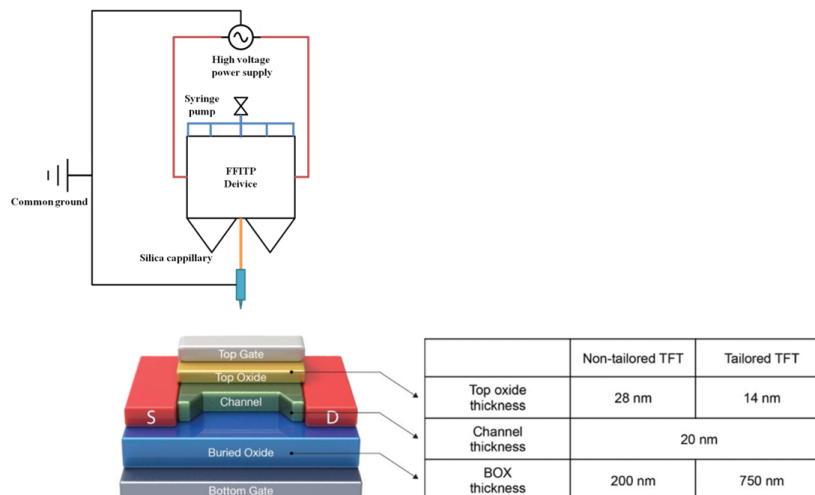 High voltage
power supply
Syringe
pump
FFITP
Deivice
Common ground
Silica cappillary
Top Gate
Top Oxide
Channel
S
D
Buried Oxide
Bottom Gate
Non-tailored TFT Tailored TFT
Top oxide
thickness 28 nm 14 nm
Channel
thickness 20 nm
BOX
thickness 200 nm 750 nm